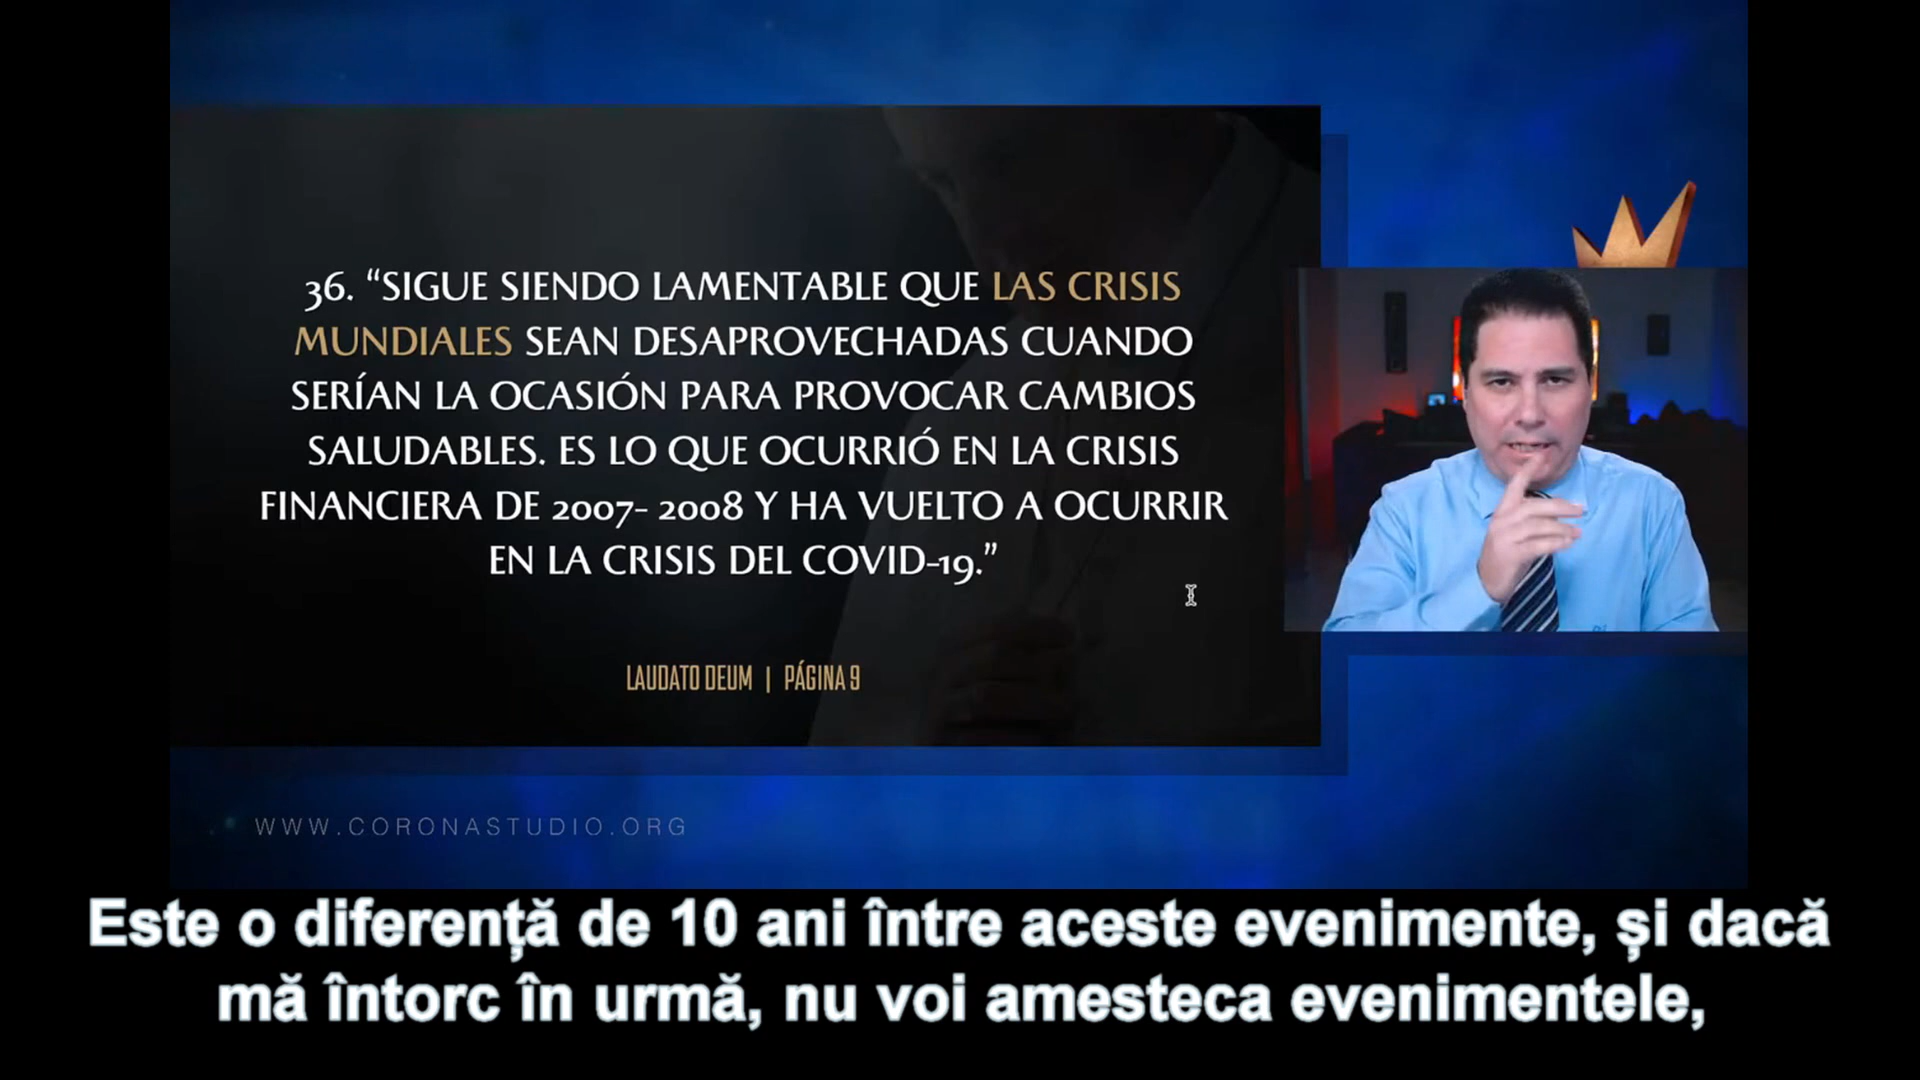 36. “SIGUE SIENDO LAMENTABLE QUE LAS CRISIS
MUNDIALES SEAN DESAPROVECHADAS CUANDO
SERÍAN LA OCASIÓN PARA PROVOCAR CAMBIOS
SALUDABLES. ES LO QUE OCURRIÓ EN LA CRISIS
FINANCIERA DE 2007- 2008 Y HA VUELTO A OCURRIR
EN LA CRISIS DEL COVID-19.”
LAUDATO DEUM | PÁGINA 9
WWW.CORONASTUDIO.ORG
Este o diferență de 10 ani între aceste evenimente, și dacă
mă întorc în urmă, nu voi amesteca evenimentele,